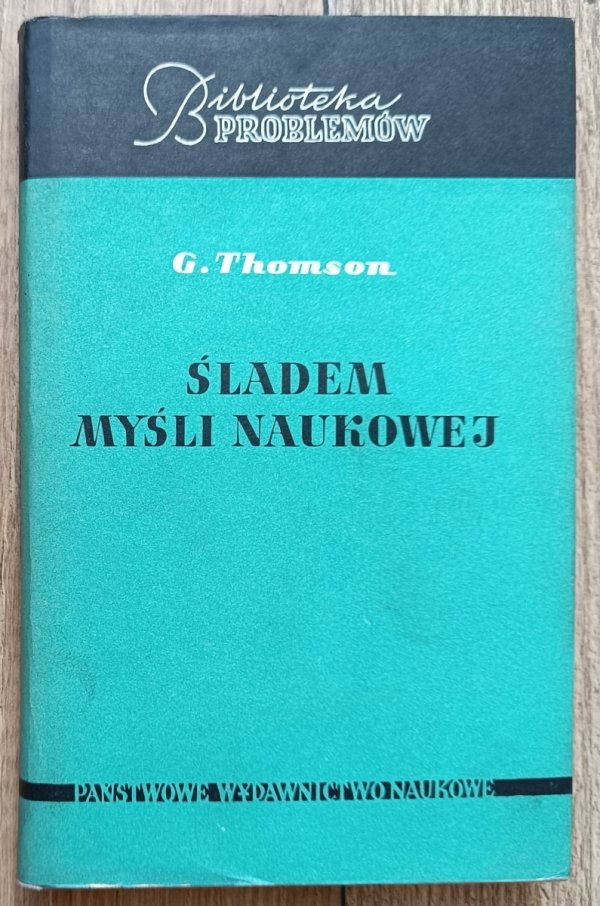 Biblioteka
PROBLEMÓW
G. Thomson
ŚLADEM
MYŚLI NAUKOWEJ
PAŃSTWOWE WYDAWNICTWO NAUKOWE